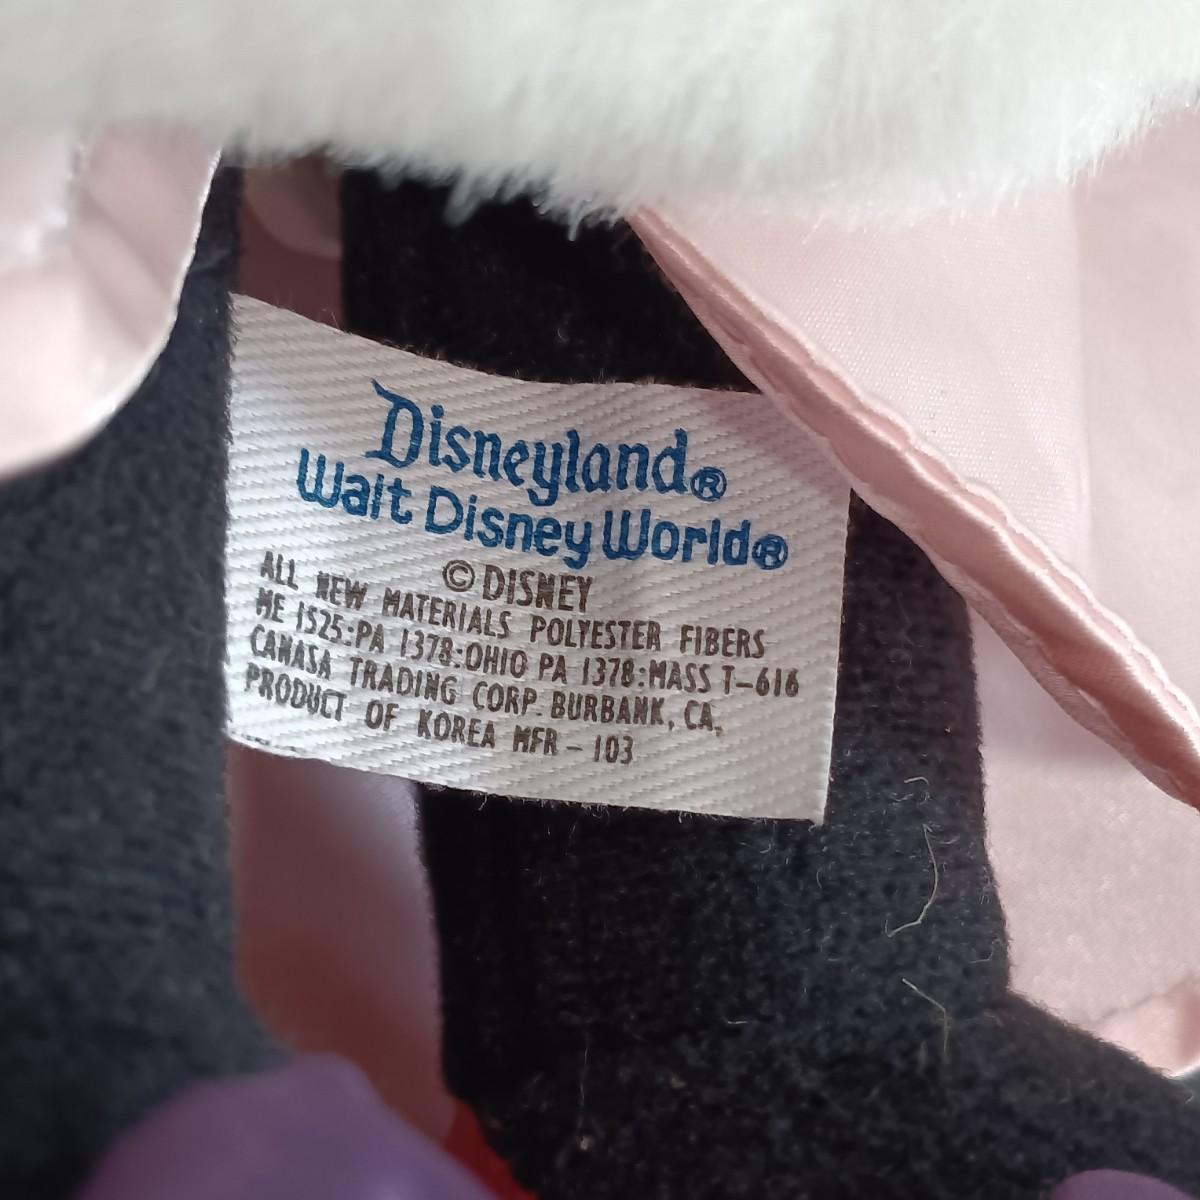 Disneyland®
Walt Disney World®
© DISNEY
ALL NEW MATERIALS POLYESTER FIBERS
ME 1525:PA 1378:OHIO PA 1378:MASS T-616
CANASA TRADING CORP. BURBANK, CA,
PRODUCT OF KOREA MFR - 103